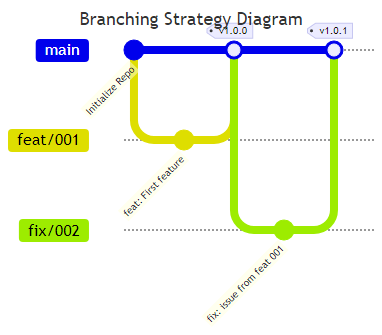 Branching Strategy Diagram
v1.0.0
v1.0.1
main
Initialize Repo
feat/001
feat: First feature
fix/002
fix: issue from feat 001